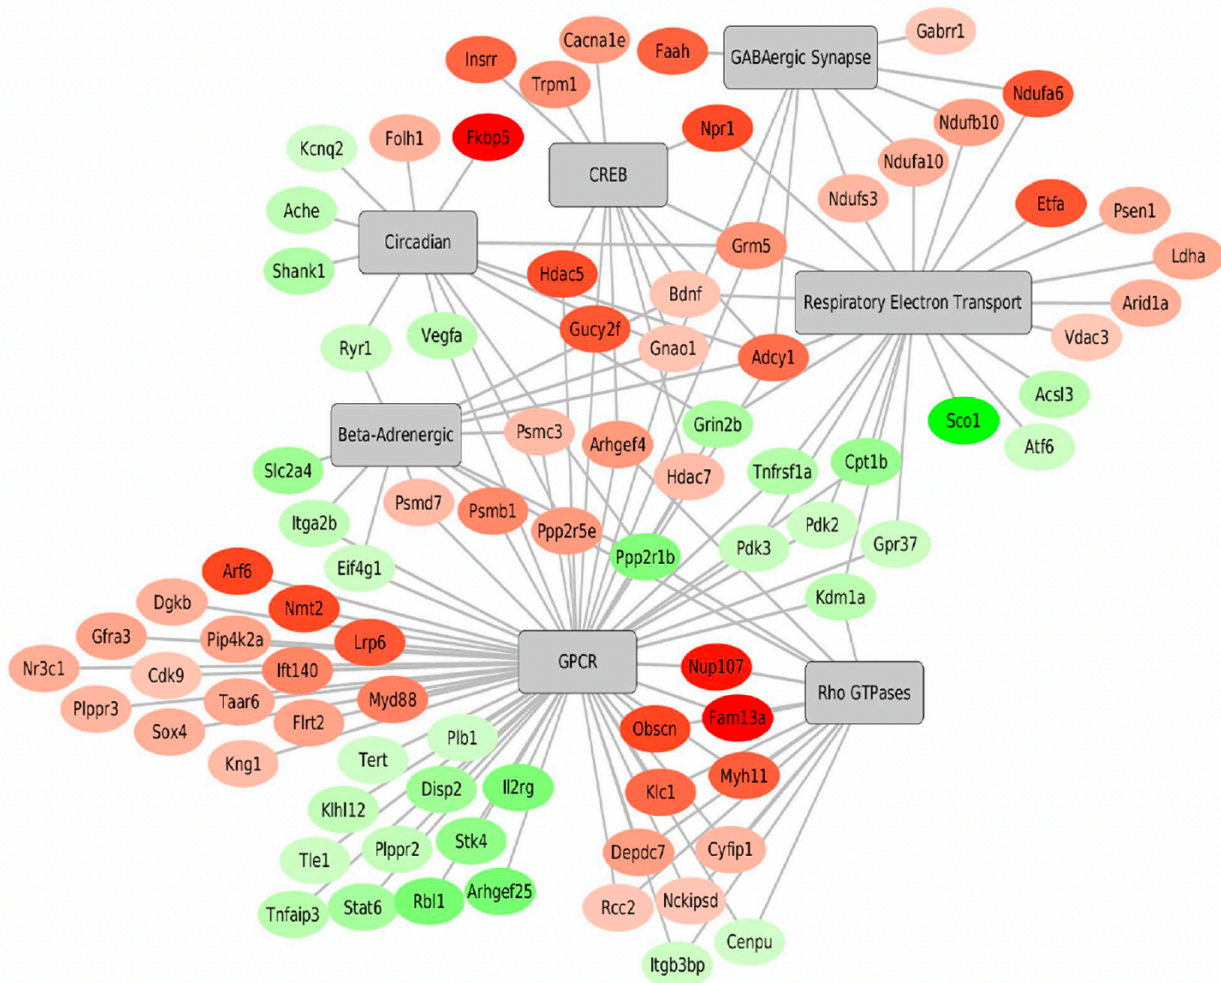 Gabrr1
Cacna1e
Faah
GABAergic Synapse
Insrr
Trpm1
Ndufa6
Ndufb10
Npr1
Fkbp5
Folh1
Kcnq2
Ndufa10
CREB
Ndufs3
Etfa
Psen1
Ache
Circadian
Grm5
Ldha
Shank1
Hdac5
Bdnf
Respiratory Electron Transport
Arid1a
Gucy2f
Vegfa
Vdac3
Ryr1
Gnao1
Adcy1
Acsl3
Sco1
Grin2b
Beta-Adrenergic
Psmc3
Arhgef4
Atf6
Cpt1b
Slc2a4
Tnfrsf1a
Hdac7
Psmd7
Psmb1
Itga2b
Ppp2r5e
Pdk2
Gpr37
Pdk3
Ppp2r1b
Eif4g1
Arf6
Kdm1a
Dgkb
Nmt2
Gfra3
Pip4k2a
Lrp6
GPCR
Nup107
Nr3c1
Cdk9
Ift140
Rho GTPases
Plppr3
Taar6
Myd88
Fam13a
Sox4
Flrt2
Obscn
Plb1
Kng1
Tert
Myh11
Disp2
Il2rg
Klc1
Klhl12
Stk4
Plppr2
Cyfip1
Depdc7
Tle1
Arhgef25
Rbl1
Nckipsd
Rcc2
Stat6
Tnfaip3
Cenpu
Itgb3bp